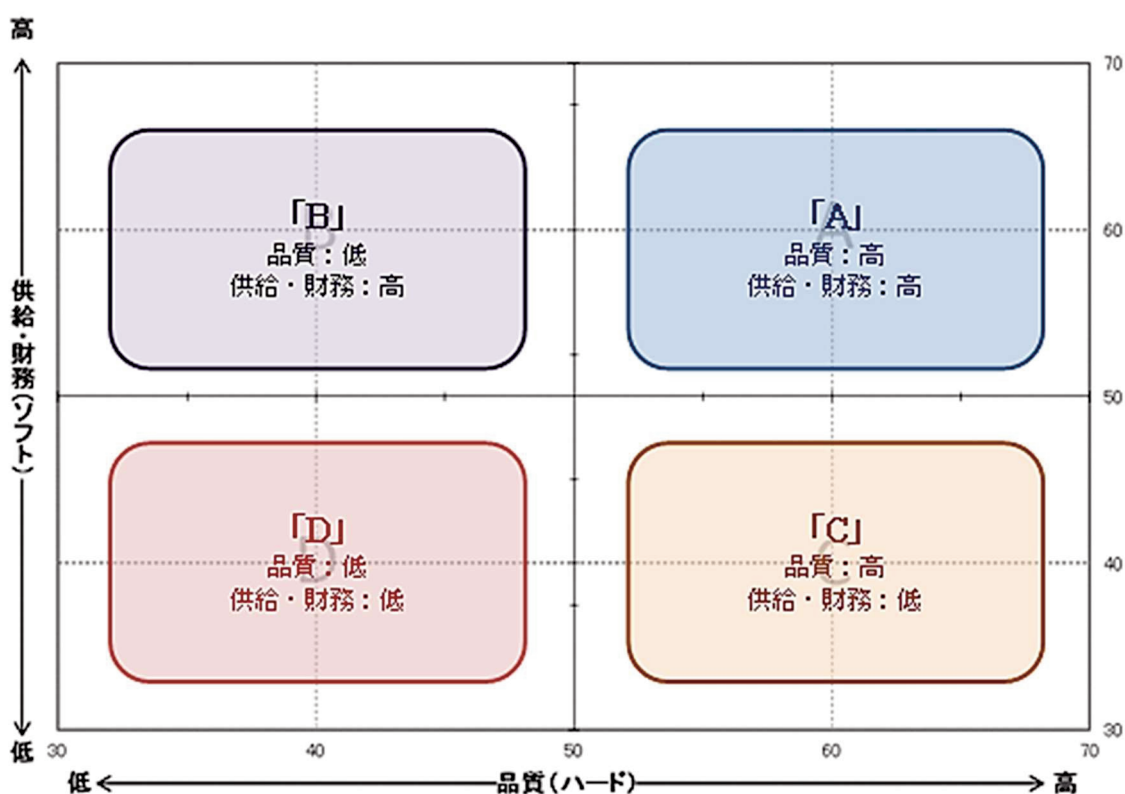 高
70
「B」
品質：低
供給・財務：高
「A」
品質：高
供給・財務：高
60
供給・財務(ソフト)
50
「D」
品質：低
供給・財務：低
「C」
品質：高
供給・財務：低
40
30
低
30
40
50
60
70
低
品質(ハード)
高
B
A
D
C